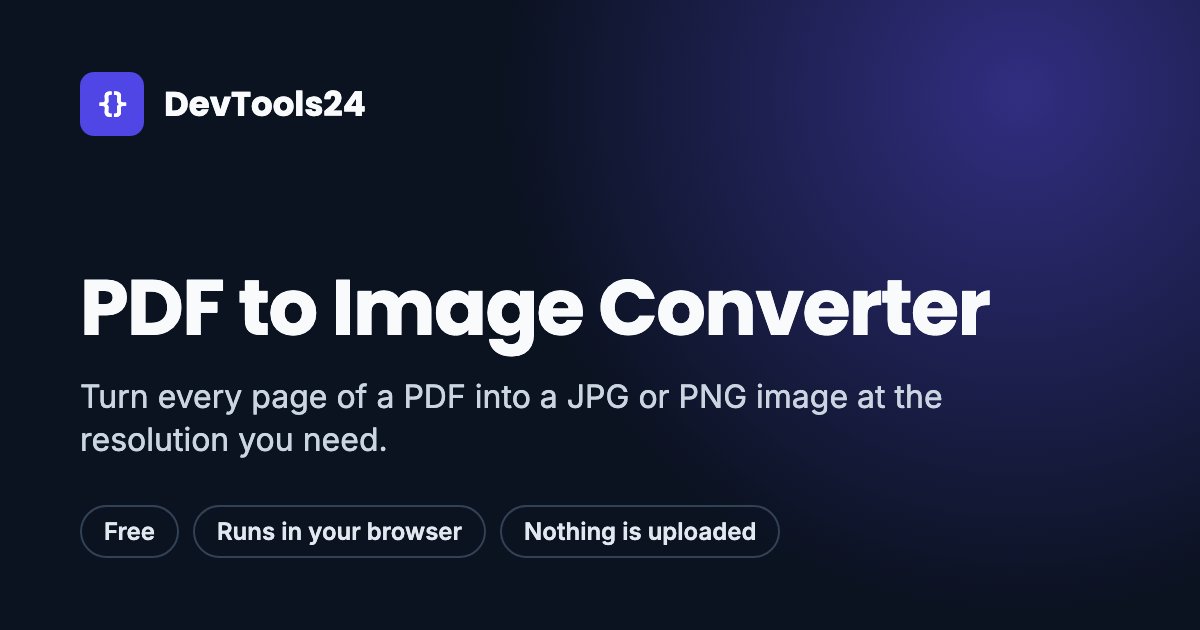 {} DevTools24
PDF to Image Converter
Turn every page of a PDF into a JPG or PNG image at the
resolution you need.
Free
Runs in your browser
Nothing is uploaded